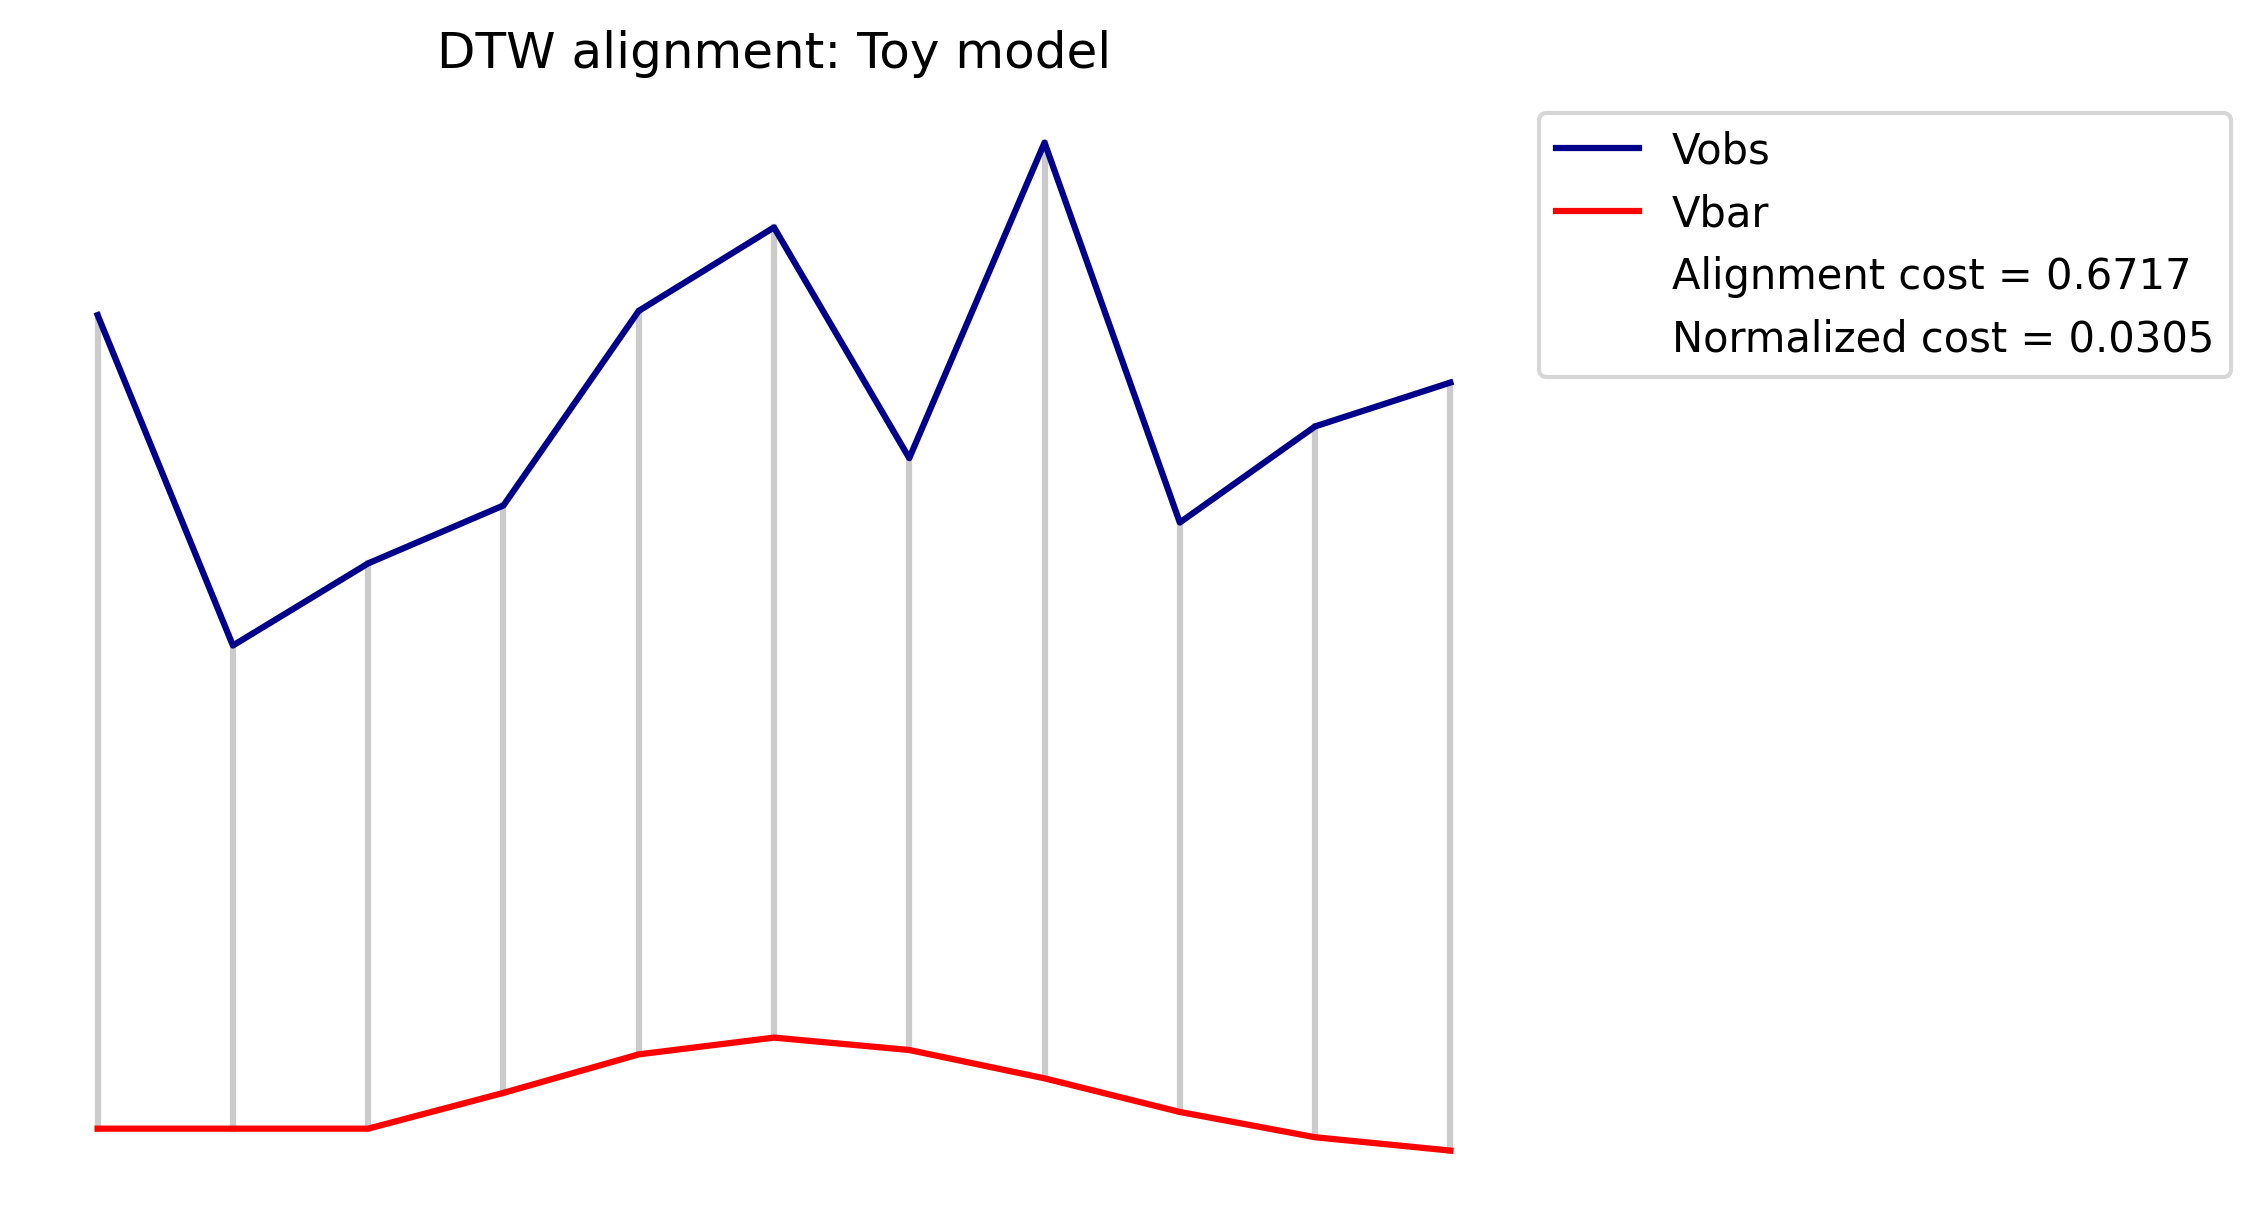 DTW alignment: Toy model
Vobs
Vbar
Alignment cost = 0.6717
Normalized cost = 0.0305